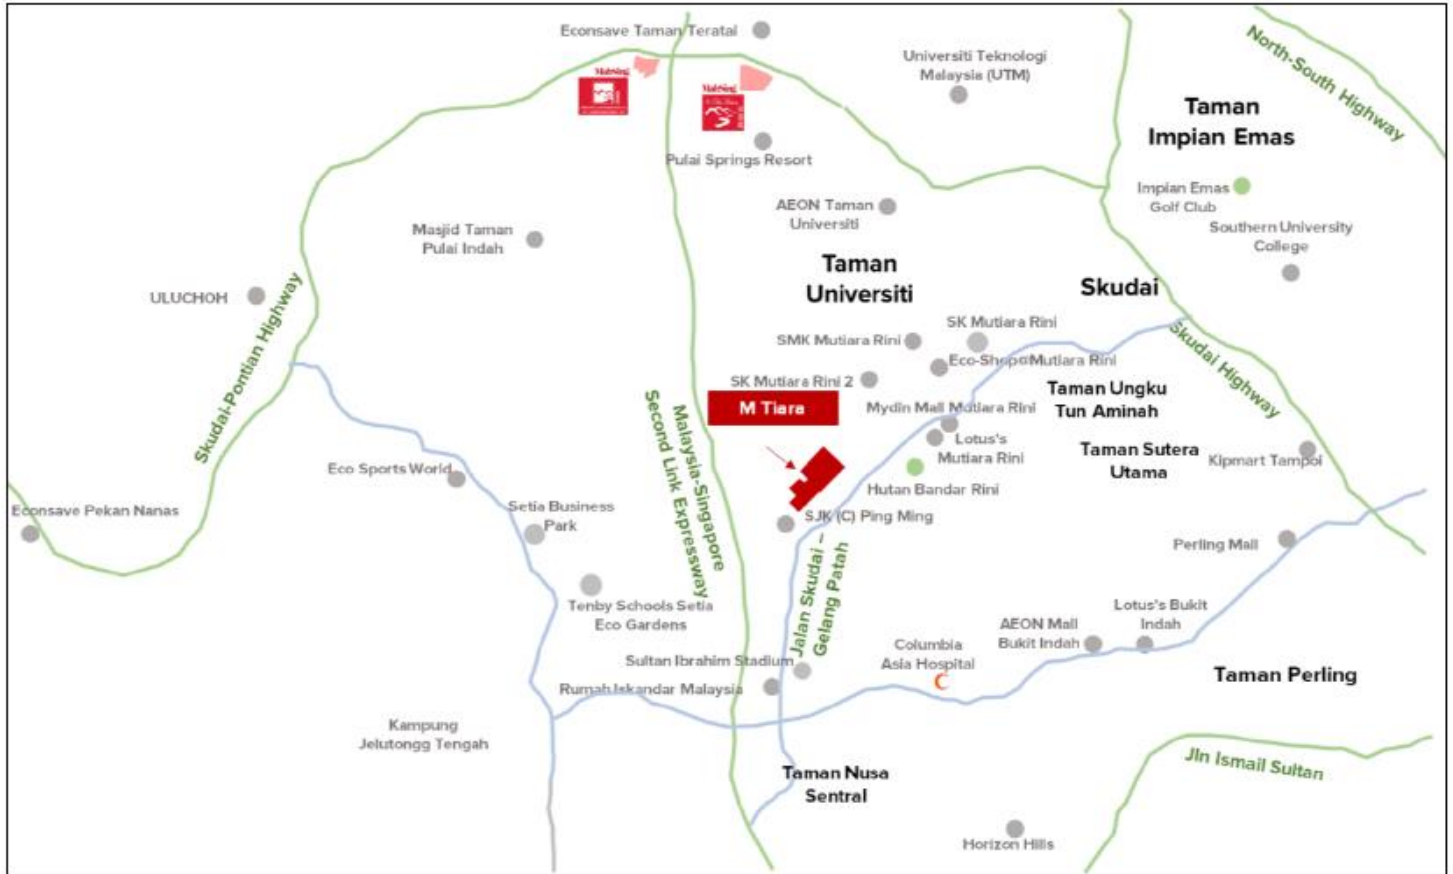 Econsave Taman Teratai
Universiti Teknologi
Malaysia (UTM)
North-South Highway
Taman
Impian Emas
MahSing
MahSing
Pulai Springs Resort
Impian Emas
Golf Club
AEON Taman
Universiti
Southern University
College
Masjid Taman
Pulai Indah
Taman
Universiti
Skudai
ULUCHOH
Skudai-Pontian Highway
SK Mutiara Rini
SMK Mutiara Rini
Eco-Shop@Mutiara Rini
Skudai Highway
SK Mutiara Rini 2
M Tiara
Mydin Mall Mutiara Rini
Taman Ungku
Tun Aminah
Malaysia-Singapore
Second Link Expressway
Lotus's
Mutiara Rini
Taman Sutera
Utama
Kipmart Tampoi
Eco Sports World
Hutan Bandar Rini
Econsave Pekan Nanas
Setia Business
Park
SJK (C) Ping Ming
Perling Mall
Jalan Skudai –
Gelang Patah
Tenby Schools Setia
Eco Gardens
Lotus's Bukit
Indah
AEON Mall
Bukit Indah
Columbia
Asia Hospital
Sultan Ibrahim Stadium
Rumah Iskandar Malaysia
Taman Perling
Kampung
Jelutongg Tengah
Jln Ismail Sultan
Taman Nusa
Sentral
Horizon Hills